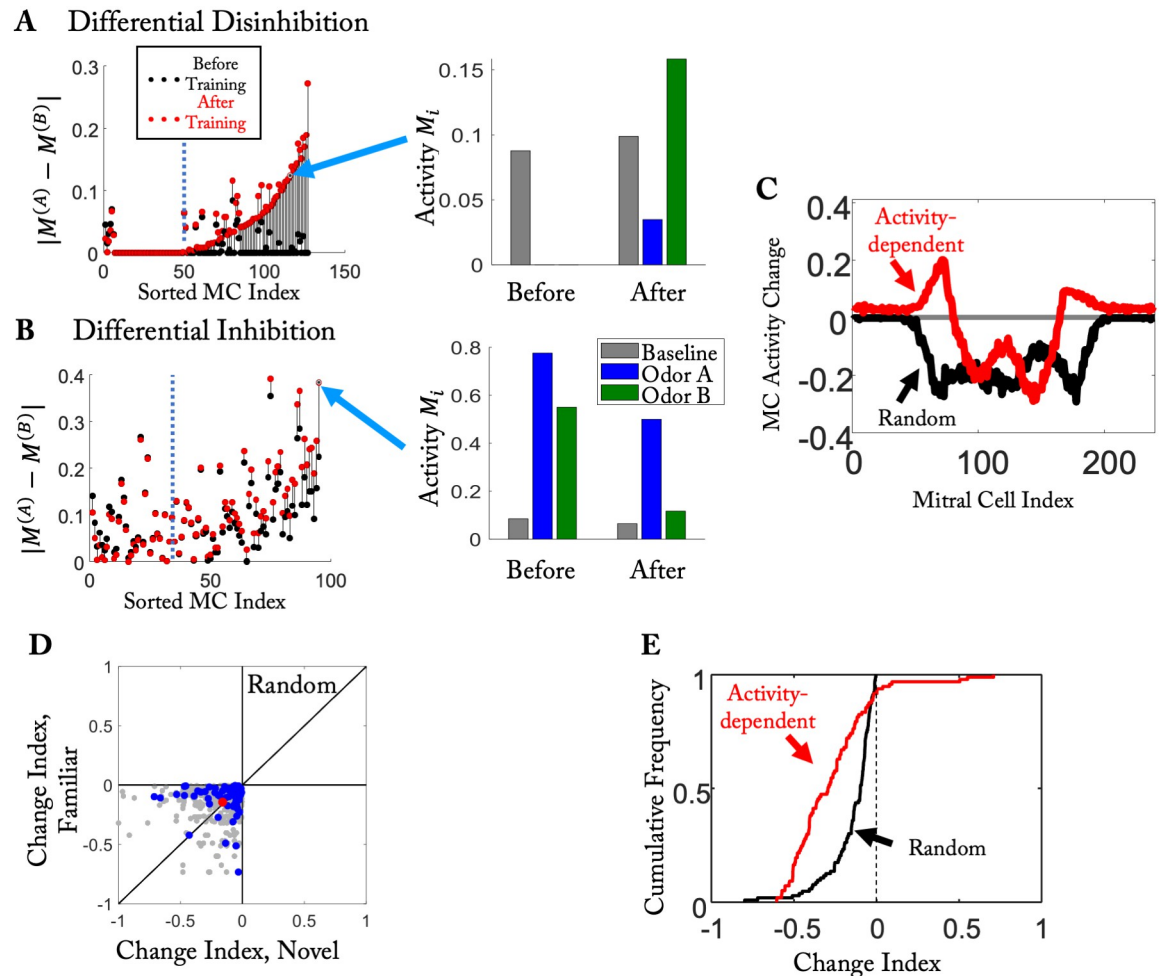 A Differential Disinhibition
Before
Training
After
Training
|M^(A) − M^(B)|
0.3
0.2
0.1
0
0 50 100 150
Sorted MC Index
Activity M_i
0.15
0.1
0.05
0
Before After
B Differential Inhibition
|M^(A) − M^(B)|
0.4
0.3
0.2
0.1
0
0 50 100
Sorted MC Index
Activity M_i
0.8
0.6
0.4
0.2
0
Baseline
Odor A
Odor B
Before After
C
MC Activity Change
0.4
0.2
0
-0.2
-0.4
Activity-
dependent
Random
0 100 200
Mitral Cell Index
D
Change Index,
Familiar
1
0.5
0
-0.5
-1
Random
-1 -0.5 0 0.5 1
Change Index, Novel
E
Cumulative Frequency
1
0.5
0
Activity-
dependent
Random
-1 -0.5 0 0.5 1
Change Index